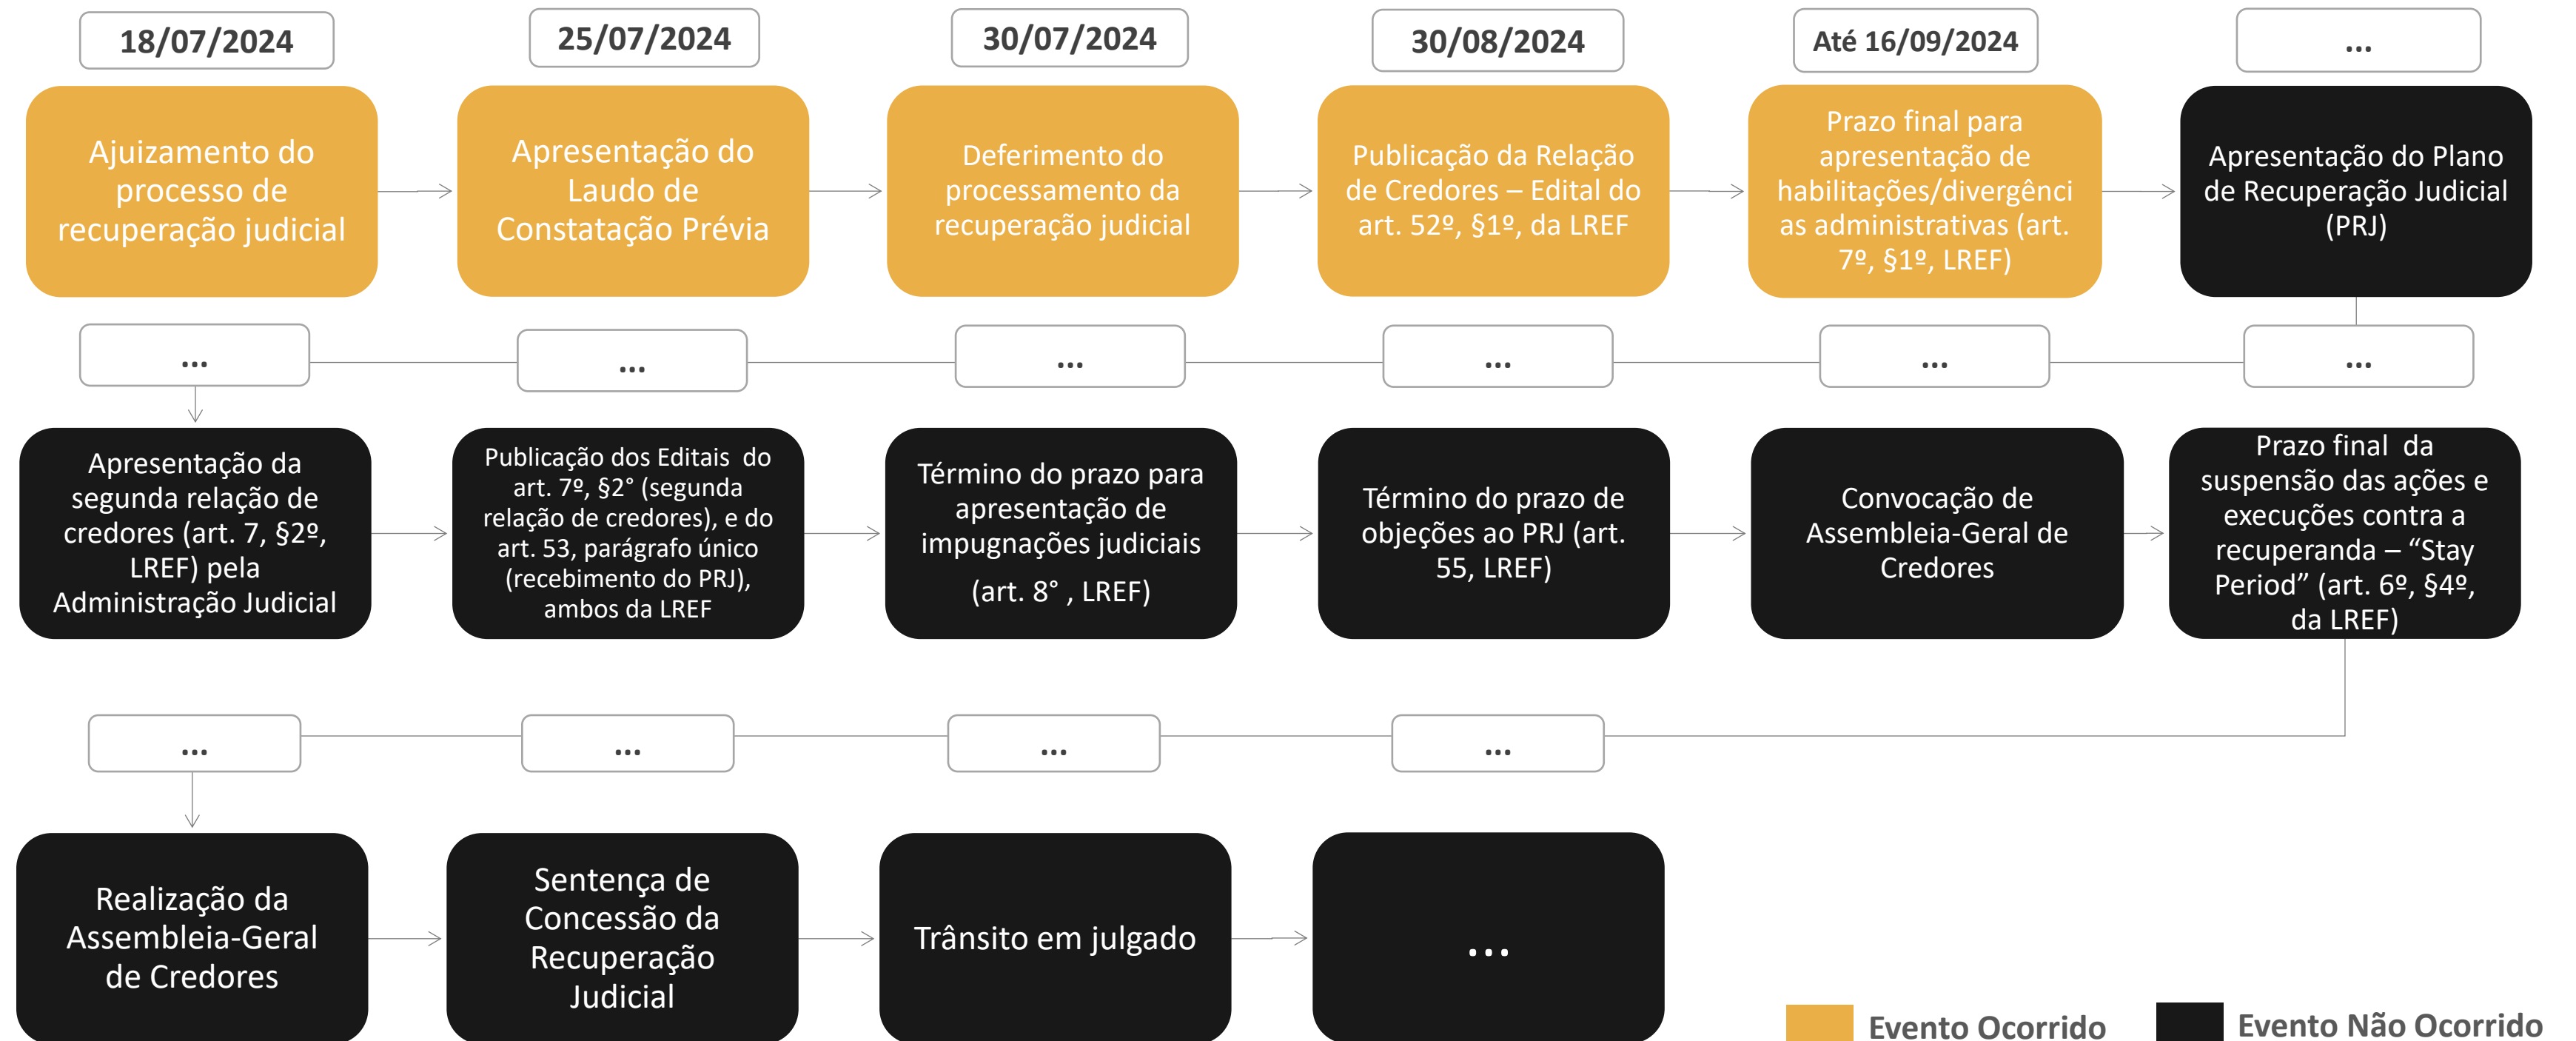 18/07/2024
25/07/2024
30/07/2024
30/08/2024
Até 16/09/2024
...
Ajuizamento do
processo de
recuperação judicial
Apresentação do
Laudo de
Constatação Prévia
Deferimento do
processamento da
recuperação judicial
Publicação da Relação
de Credores – Edital do
art. 52º, §1º, da LREF
Prazo final para
apresentação de
habilitações/divergênci
as administrativas (art.
7º, §1º, LREF)
Apresentação do Plano
de Recuperação Judicial
(PRJ)
...
...
...
...
...
...
Apresentação da
segunda relação de
credores (art. 7, §2º,
LREF) pela
Administração Judicial
Publicação dos Editais do
art. 7º, §2° (segunda
relação de credores), e do
art. 53, parágrafo único
(recebimento do PRJ),
ambos da LREF
Término do prazo para
apresentação de
impugnações judiciais
(art. 8° , LREF)
Término do prazo de
objeções ao PRJ (art.
55, LREF)
Convocação de
Assembleia-Geral de
Credores
Prazo final da
suspensão das ações e
execuções contra a
recuperanda – “Stay
Period” (art. 6º, §4º,
da LREF)
...
...
...
...
Realização da
Assembleia-Geral
de Credores
Sentença de
Concessão da
Recuperação
Judicial
Trânsito em julgado
...
Evento Ocorrido
Evento Não Ocorrido